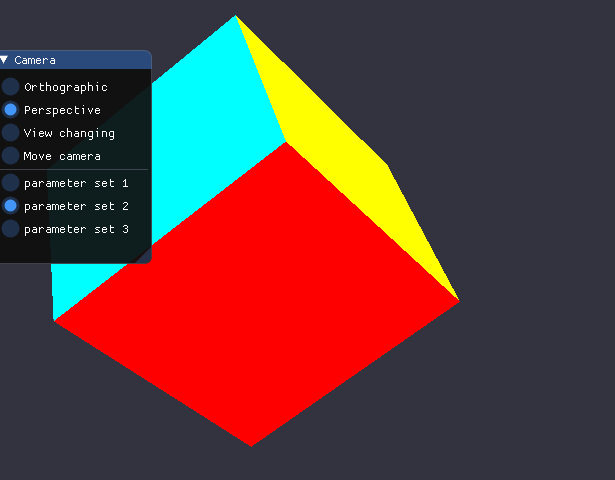 Camera
Orthographic
Perspective
View changing
Move camera
parameter set 1
parameter set 2
parameter set 3